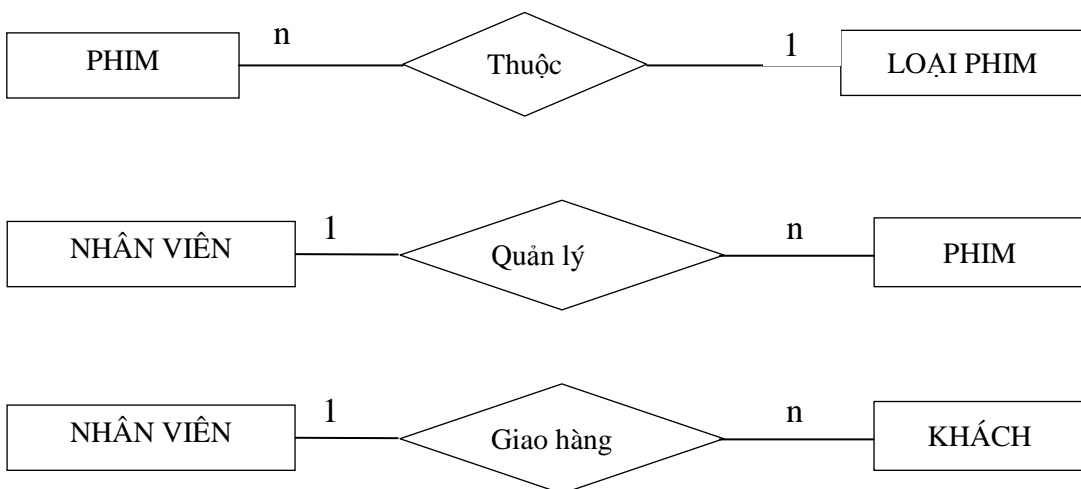 PHIM n Thuộc 1 LOẠI PHIM
NHÂN VIÊN 1 Quản lý n PHIM
NHÂN VIÊN 1 Giao hàng n KHÁCH